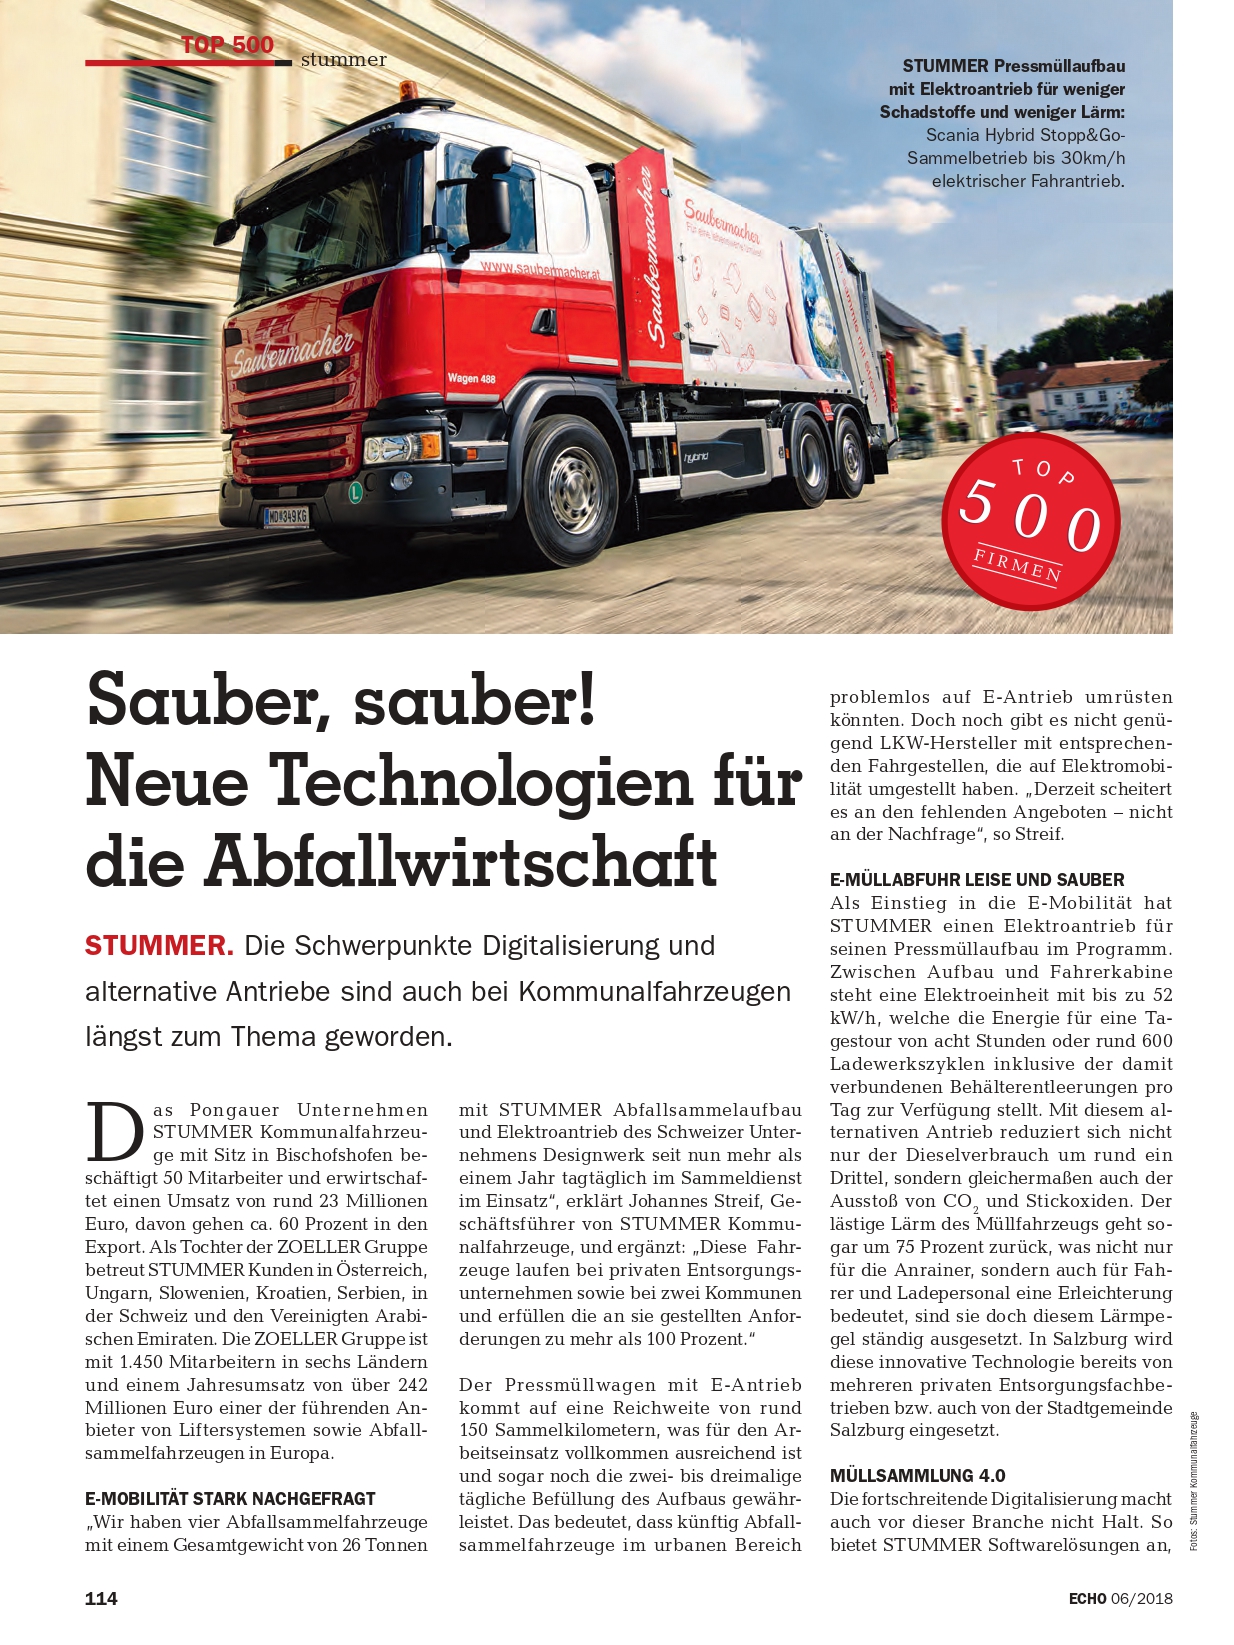 TOP 500
stummer
STUMMER Pressmüllaufbau
mit Elektroantrieb für weniger
Schadstoffe und weniger Lärm:
Scania Hybrid Stopp&Go-
Sammelbetrieb bis 30km/h
elektrischer Fahrantrieb.
www.saubermacher.at
Saubermacher
Saubermacher
Saubermacher
Für eine lebenswerte Umwelt
Wagen 488
hybrid
L
MD 349KG
TOP
500
FIRMEN
Sauber, sauber!
Neue Technologien für
die Abfallwirtschaft
STUMMER. Die Schwerpunkte Digitalisierung und
alternative Antriebe sind auch bei Kommunalfahrzeugen
längst zum Thema geworden.
Das Pongauer Unternehmen
STUMMER Kommunalfahrzeu-
ge mit Sitz in Bischofshofen be-
schäftigt 50 Mitarbeiter und erwirtschaf-
tet einen Umsatz von rund 23 Millionen
Euro, davon gehen ca. 60 Prozent in den
Export. Als Tochter der ZOELLER Gruppe
betreut STUMMER Kunden in Österreich,
Ungarn, Slowenien, Kroatien, Serbien, in
der Schweiz und den Vereinigten Arabi-
schen Emiraten. Die ZOELLER Gruppe ist
mit 1.450 Mitarbeitern in sechs Ländern
und einem Jahresumsatz von über 242
Millionen Euro einer der führenden An-
bieter von Liftersystemen sowie Abfall-
sammelfahrzeugen in Europa.
E-MOBILITÄT STARK NACHGEFRAGT
„Wir haben vier Abfallsammelfahrzeuge
mit einem Gesamtgewicht von 26 Tonnen
mit STUMMER Abfallsammelaufbau
und Elektroantrieb des Schweizer Unter-
nehmens Designwerk seit nun mehr als
einem Jahr tagtäglich im Sammeldienst
im Einsatz“, erklärt Johannes Streif, Ge-
schäftsführer von STUMMER Kommu-
nalfahrzeuge, und ergänzt: „Diese Fahr-
zeuge laufen bei privaten Entsorgungs-
unternehmen sowie bei zwei Kommunen
und erfüllen die an sie gestellten Anfor-
derungen zu mehr als 100 Prozent.“
Der Pressmüllwagen mit E-Antrieb
kommt auf eine Reichweite von rund
150 Sammelkilometern, was für den Ar-
beitseinsatz vollkommen ausreichend ist
und sogar noch die zwei- bis dreimalige
tägliche Befüllung des Aufbaus gewähr-
leistet. Das bedeutet, dass künftig Abfall-
sammelfahrzeuge im urbanen Bereich
problemlos auf E-Antrieb umrüsten
könnten. Doch noch gibt es nicht genü-
gend LKW-Hersteller mit entsprechen-
den Fahrgestellen, die auf Elektromobi-
lität umgestellt haben. „Derzeit scheitert
es an den fehlenden Angeboten – nicht
an der Nachfrage“, so Streif.
E-MÜLLABFUHR LEISE UND SAUBER
Als Einstieg in die E-Mobilität hat
STUMMER einen Elektroantrieb für
seinen Pressmüllaufbau im Programm.
Zwischen Aufbau und Fahrerkabine
steht eine Elektroeinheit mit bis zu 52
kW/h, welche die Energie für eine Ta-
gestour von acht Stunden oder rund 600
Ladewerkszyklen inklusive der damit
verbundenen Behälterentleerungen pro
Tag zur Verfügung stellt. Mit diesem al-
ternativen Antrieb reduziert sich nicht
nur der Dieselverbrauch um rund ein
Drittel, sondern gleichermaßen auch der
Ausstoß von CO₂ und Stickoxiden. Der
lästige Lärm des Müllfahrzeugs geht so-
gar um 75 Prozent zurück, was nicht nur
für die Anrainer, sondern auch für Fah-
rer und Ladepersonal eine Erleichterung
bedeutet, sind sie doch diesem Lärmpe-
gel ständig ausgesetzt. In Salzburg wird
diese innovative Technologie bereits von
mehreren privaten Entsorgungsfachbe-
trieben bzw. auch von der Stadtgemeinde
Salzburg eingesetzt.
MÜLLSAMMLUNG 4.0
Die fortschreitende Digitalisierung macht
auch vor dieser Branche nicht Halt. So
bietet STUMMER Softwarelösungen an,
Fotos: Stummer Kommunalfahrzeuge
114
ECHO 06/2018